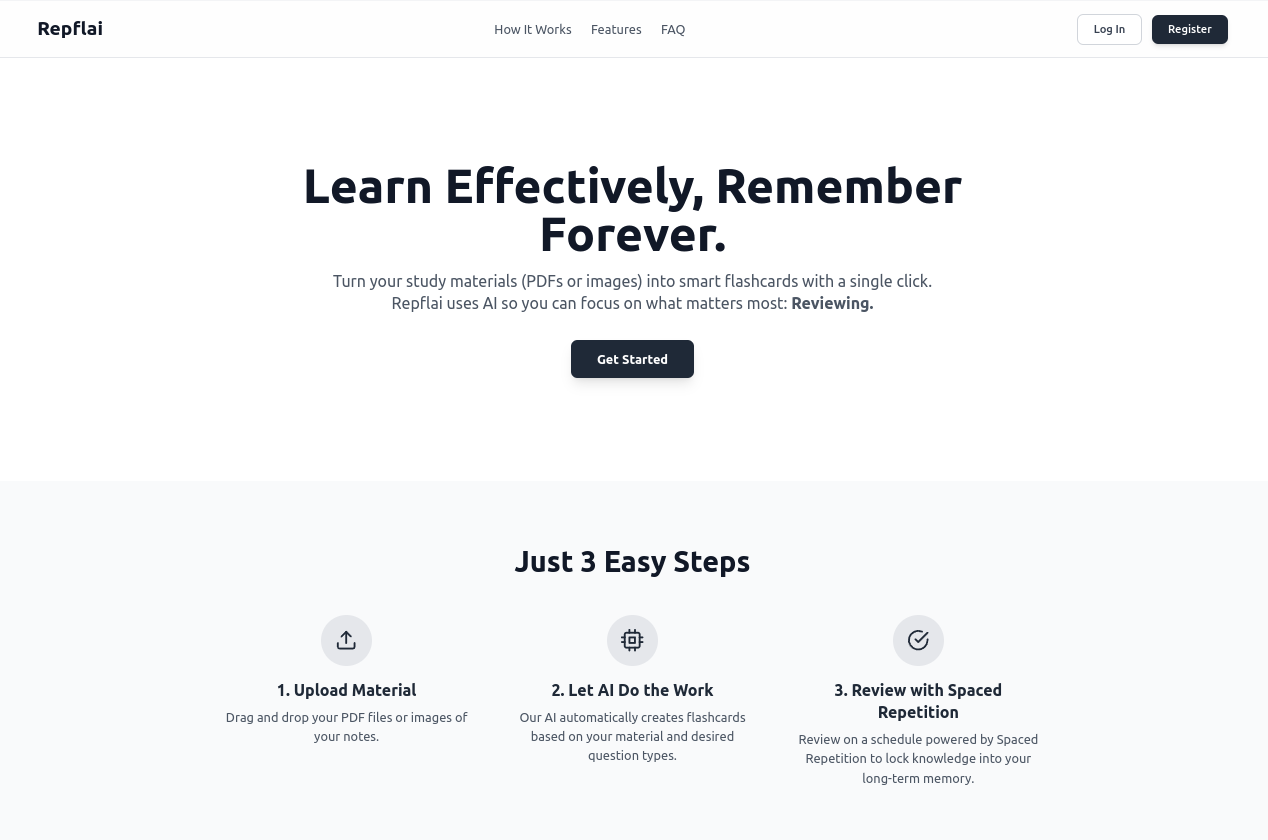 Repflai
How It Works
Features
FAQ
Log In
Register
Learn Effectively, Remember
Forever.
Turn your study materials (PDFs or images) into smart flashcards with a single click.
Repflai uses AI so you can focus on what matters most: Reviewing.
Get Started
Just 3 Easy Steps
1. Upload Material
Drag and drop your PDF files or images of
your notes.
2. Let AI Do the Work
Our AI automatically creates flashcards
based on your material and desired
question types.
3. Review with Spaced
Repetition
Review on a schedule powered by Spaced
Repetition to lock knowledge into your
long-term memory.